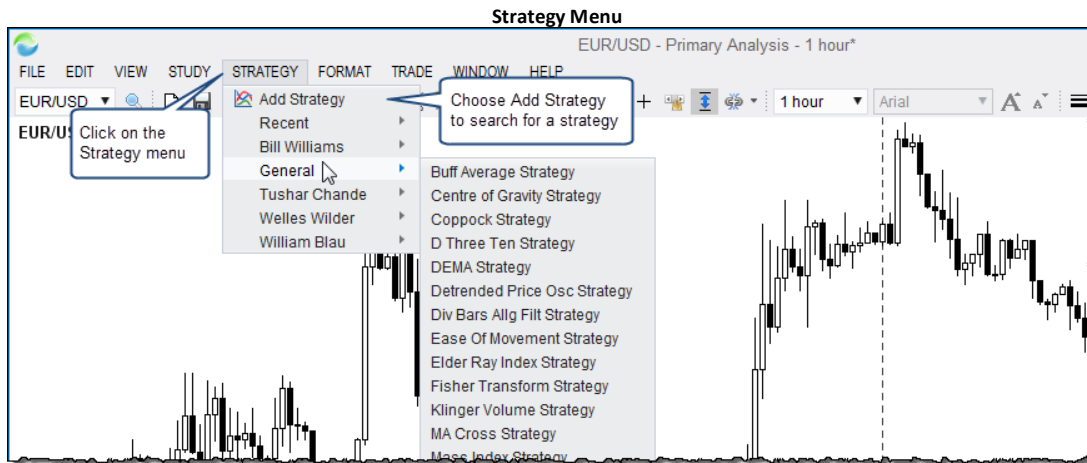 Strategy Menu
EUR/USD - Primary Analysis - 1 hour*
FILE EDIT VIEW STUDY STRATEGY FORMAT TRADE WINDOW HELP
EUR/USD
1 hour
Arial
EUR/U
Click on the
Strategy menu
Choose Add Strategy
to search for a strategy
Add Strategy
Recent
Bill Williams
General
Tushar Chande
Welles Wilder
William Blau
Buff Average Strategy
Centre of Gravity Strategy
Coppock Strategy
D Three Ten Strategy
DEMA Strategy
Detrended Price Osc Strategy
Div Bars Allg Filt Strategy
Ease Of Movement Strategy
Elder Ray Index Strategy
Fisher Transform Strategy
Klinger Volume Strategy
MA Cross Strategy
Mass Index Strategy